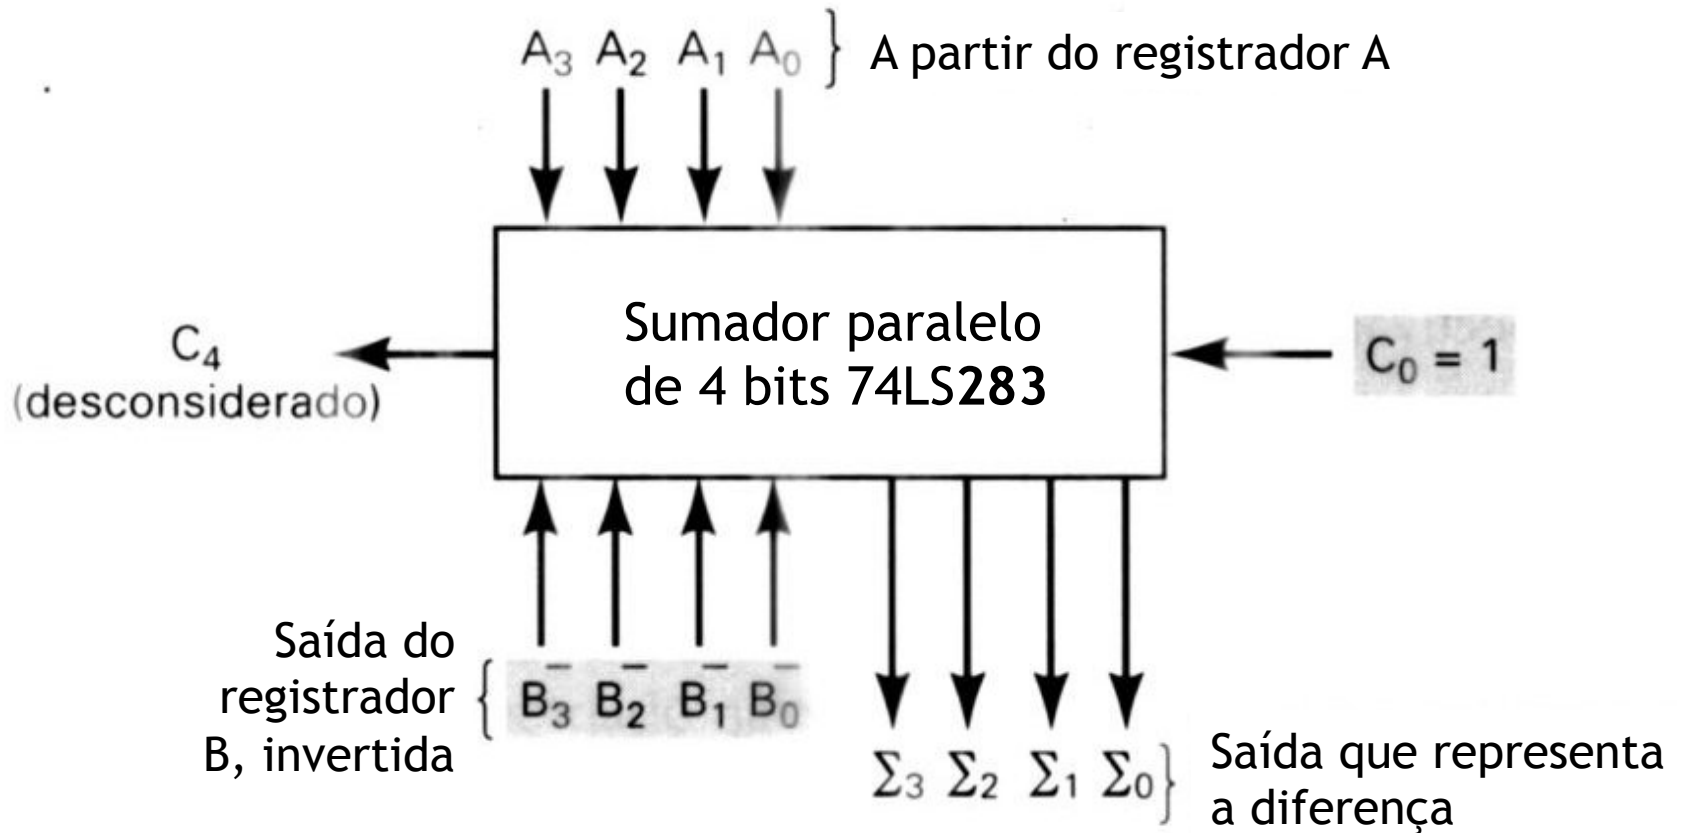 A₃ A₂ A₁ A₀ } A partir do registrador A
Sumador paralelo
de 4 bits 74LS283
C₄
(desconsiderado)
C₀ = 1
Saída do
registrador
B, invertida
{ B̅₃ B̅₂ B̅₁ B̅₀
Σ₃ Σ₂ Σ₁ Σ₀ }
Saída que representa
a diferença